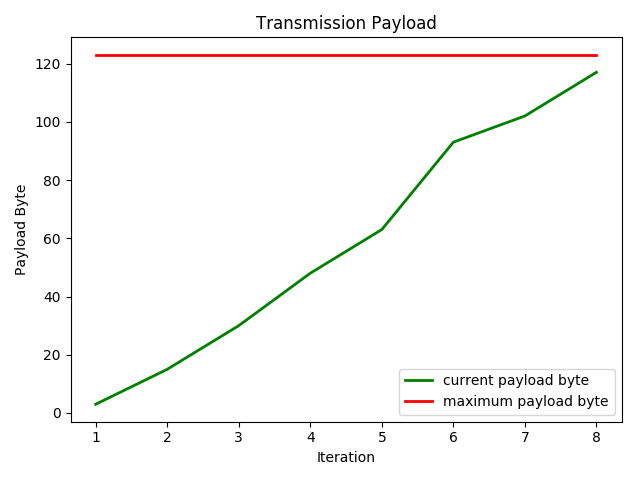 Transmission Payload
120
100
80
60
40
20
0
Payload Byte
1 2 3 4 5 6 7 8
Iteration
current payload byte
maximum payload byte